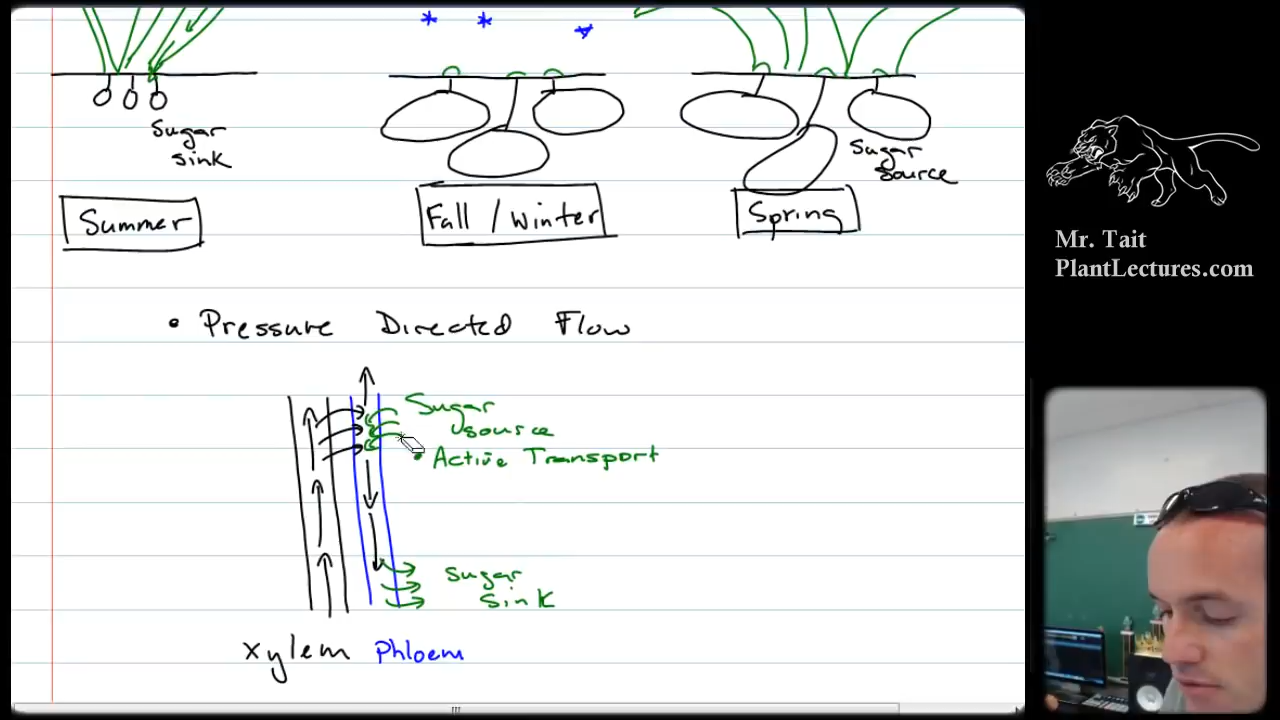 Sugar
sink
Sugar
source
Summer
Fall / Winter
Spring
Mr. Tait
PlantLectures.com
• Pressure Directed Flow
Sugar
source
• Active Transport
sugar
sink
xylem Phloem